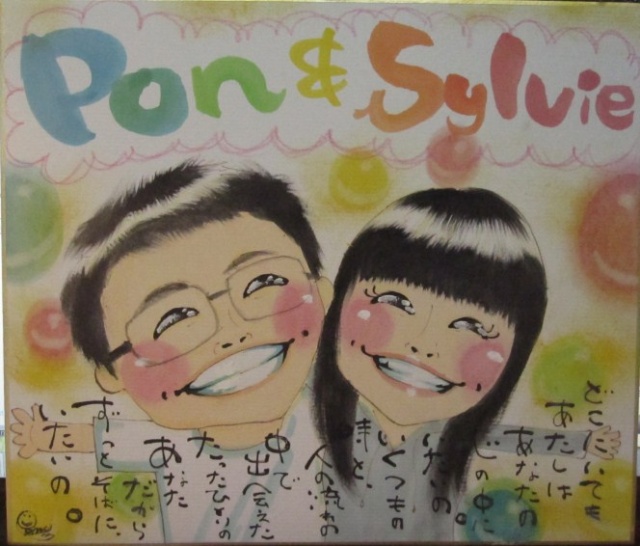 Pon & Sylvie
どこにいても
あたしは
あなたの
心の中に
いたいの。
いくつもの
時と、
人の流れの
中で
出会えた
たったひとりの
あなた
だから
ずっとそばに、
いたいの。